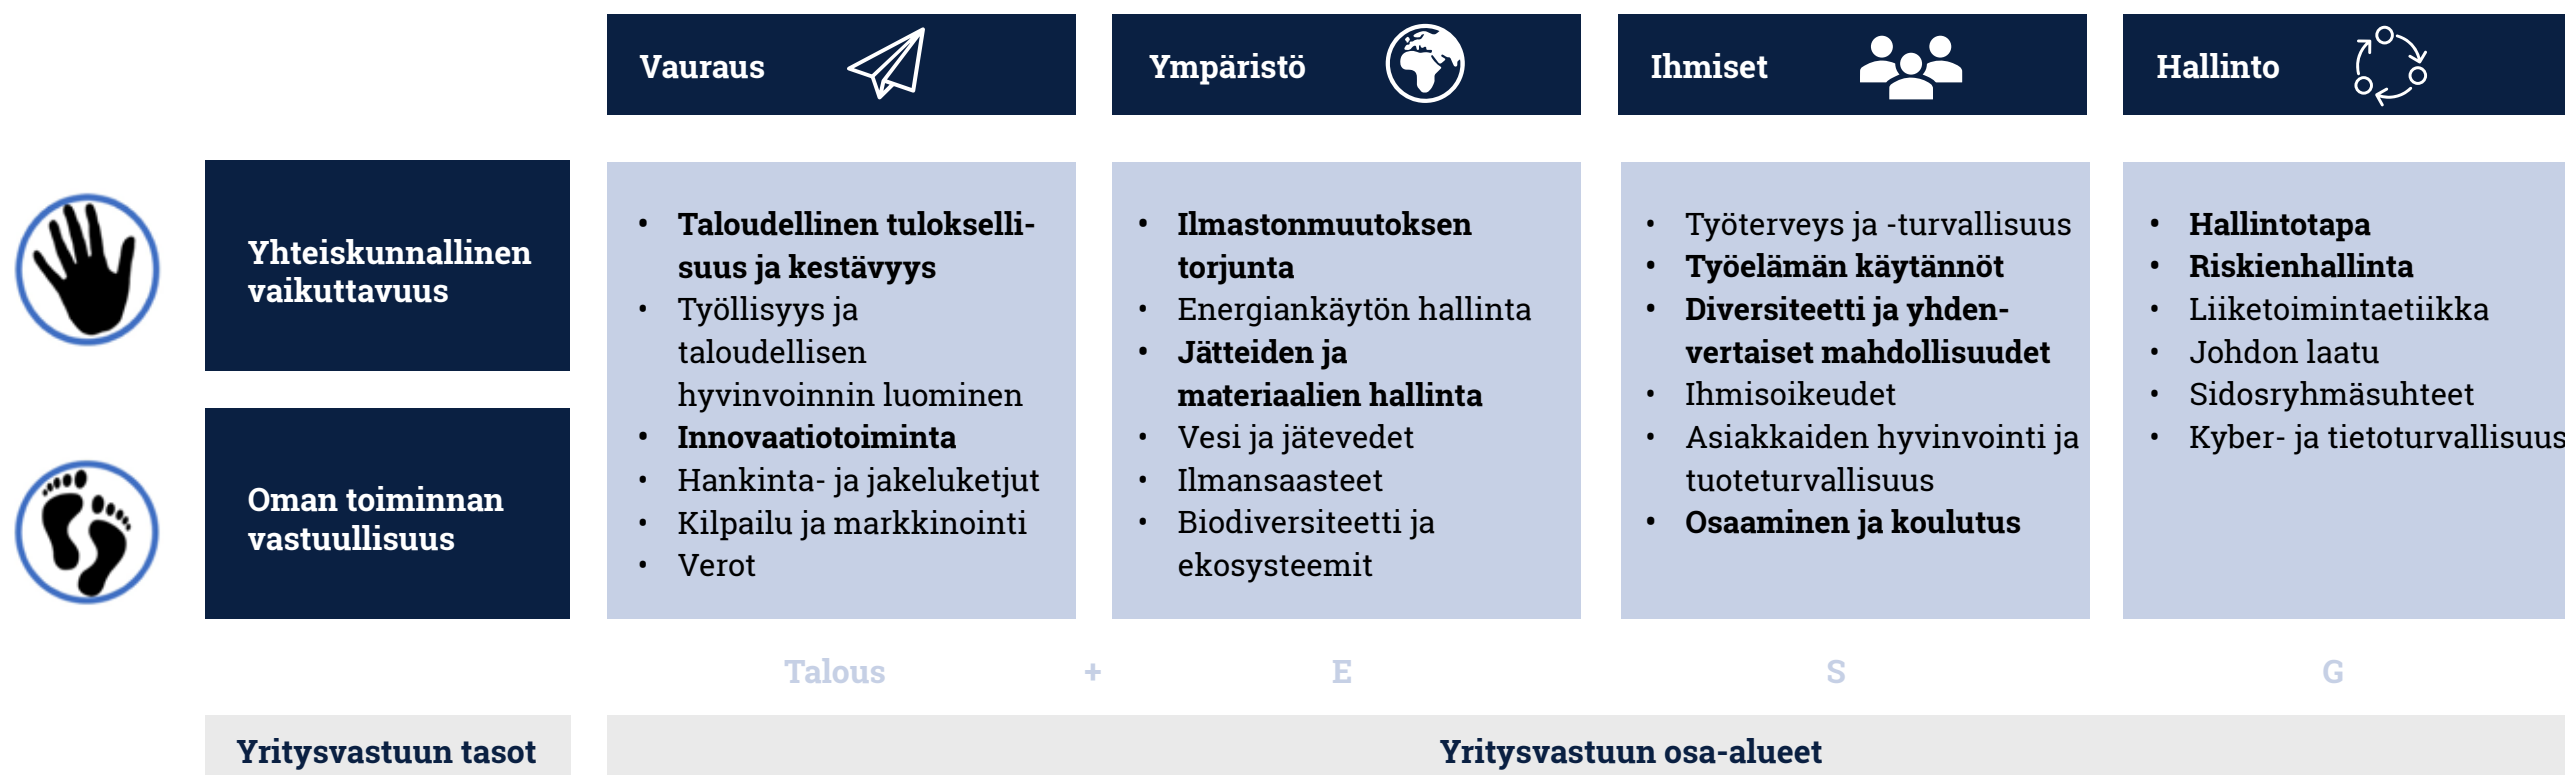 Vauraus
Ympäristö
Ihmiset
Hallinto
Yhteiskunnallinen
vaikuttavuus
Oman toiminnan
vastuullisuus
• Taloudellinen tulokselli-
suus ja kestävyys
• Työllisyys ja
taloudellisen
hyvinvoinnin luominen
• Innovaatiotoiminta
• Hankinta- ja jakeluketjut
• Kilpailu ja markkinointi
• Verot
• Ilmastonmuutoksen
torjunta
• Energiankäytön hallinta
• Jätteiden ja
materiaalien hallinta
• Vesi ja jätevedet
• Ilmansaasteet
• Biodiversiteetti ja
ekosysteemit
• Työterveys ja -turvallisuus
• Työelämän käytännöt
• Diversiteetti ja yhden-
vertaiset mahdollisuudet
• Ihmisoikeudet
• Asiakkaiden hyvinvointi ja
tuoteturvallisuus
• Osaaminen ja koulutus
• Hallintotapa
• Riskienhallinta
• Liiketoimintaetiikka
• Johdon laatu
• Sidosryhmäsuhteet
• Kyber- ja tietoturvallisuus
Talous + E S G
Yritysvastuun tasot
Yritysvastuun osa-alueet